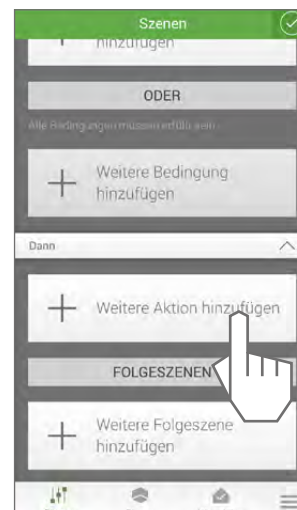 Szenen
hinzufügen
ODER
Alle Bedingungen müssen erfüllt sein
Weitere Bedingung
hinzufügen
Dann
Weitere Aktion hinzufügen
FOLGESZENEN
Weitere Folgeszene
hinzufügen